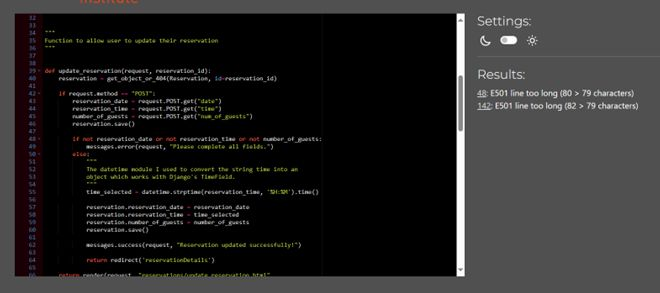 Institute
32
33
34 """
35 Function to allow user to update their reservation
36 """
37
38
39 def update_reservation(request, reservation_id):
40 reservation = get_object_or_404(Reservation, id=reservation_id)
41
42 if request.method == "POST":
43 reservation_date = request.POST.get("date")
44 reservation_time = request.POST.get("time")
45 number_of_guests = request.POST.get("num_of_guests")
46 reservation.save()
47
48 if not reservation_date or not reservation_time or not number_of_guests:
49 messages.error(request, "Please complete all fields.")
50 else:
51 """
52 The datetime module I used to convert the string time into an
53 object which works with Django's TimeField.
54 """
55 time_selected = datetime.strptime(reservation_time, '%H:%M').time()
56
57 reservation.reservation_date = reservation_date
58 reservation.reservation_time = time_selected
59 reservation.number_of_guests = number_of_guests
60 reservation.save()
61
62 messages.success(request, "Reservation updated successfully!")
63
64 return redirect('reservationDetails')
65
66 return render(request, "reservations/update_reservation.html"
Settings:
Results:
48: E501 line too long (80 > 79 characters)
142: E501 line too long (82 > 79 characters)